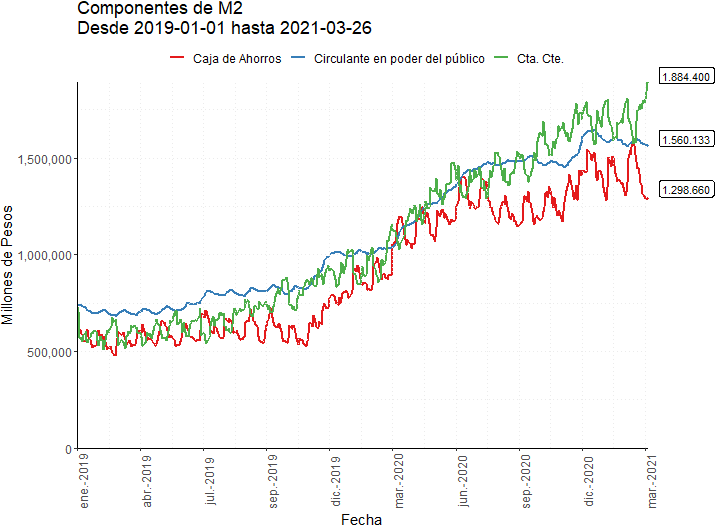 Componentes de M2
Desde 2019-01-01 hasta 2021-03-26
Caja de Ahorros Circulante en poder del público Cta. Cte.
1.884.400
1.560.133
1.298.660
1,500,000
1,000,000
500,000
0
Millones de Pesos
ene.-2019
abr.-2019
jul.-2019
sep.-2019
dic.-2019
mar.-2020
jun.-2020
sep.-2020
dic.-2020
mar.-2021
Fecha